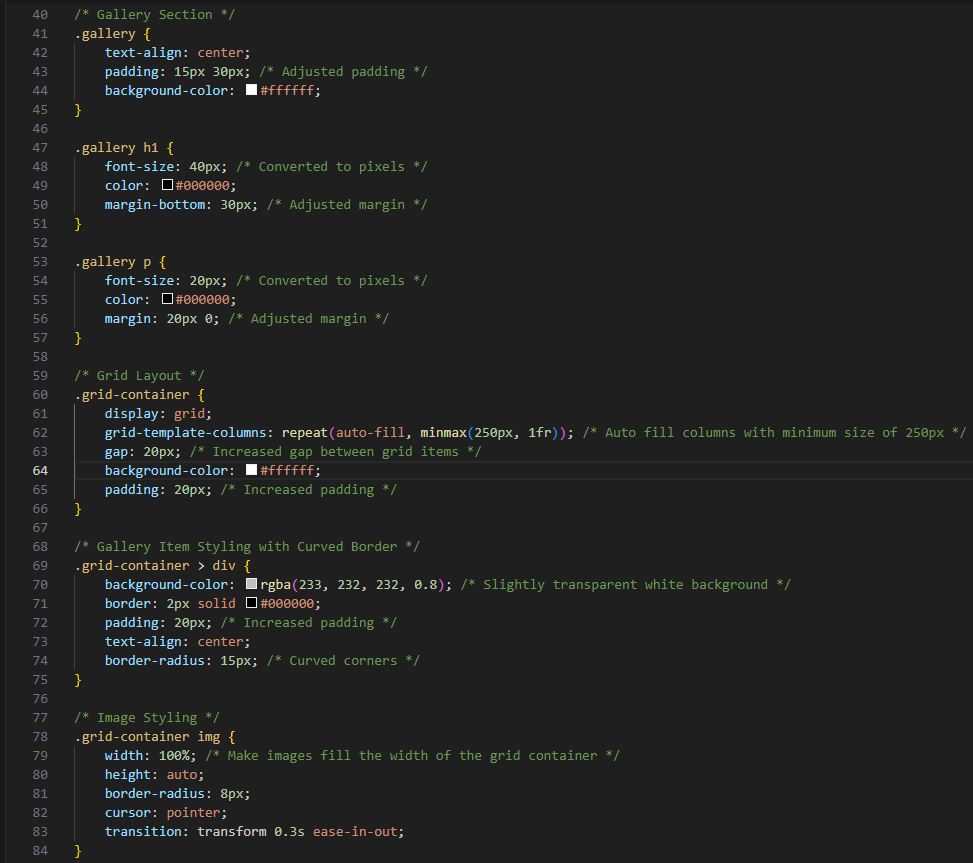 40 /* Gallery Section */
41 .gallery {
42     text-align: center;
43     padding: 15px 30px; /* Adjusted padding */
44     background-color: #ffffff;
45 }
46
47 .gallery h1 {
48     font-size: 40px; /* Converted to pixels */
49     color: #000000;
50     margin-bottom: 30px; /* Adjusted margin */
51 }
52
53 .gallery p {
54     font-size: 20px; /* Converted to pixels */
55     color: #000000;
56     margin: 20px 0; /* Adjusted margin */
57 }
58
59 /* Grid Layout */
60 .grid-container {
61     display: grid;
62     grid-template-columns: repeat(auto-fill, minmax(250px, 1fr)); /* Auto fill columns with minimum size of 250px */
63     gap: 20px; /* Increased gap between grid items */
64     background-color: #ffffff;
65     padding: 20px; /* Increased padding */
66 }
67
68 /* Gallery Item Styling with Curved Border */
69 .grid-container > div {
70     background-color: rgba(233, 232, 232, 0.8); /* Slightly transparent white background */
71     border: 2px solid #000000;
72     padding: 20px; /* Increased padding */
73     text-align: center;
74     border-radius: 15px; /* Curved corners */
75 }
76
77 /* Image Styling */
78 .grid-container img {
79     width: 100%; /* Make images fill the width of the grid container */
80     height: auto;
81     border-radius: 8px;
82     cursor: pointer;
83     transition: transform 0.3s ease-in-out;
84 }